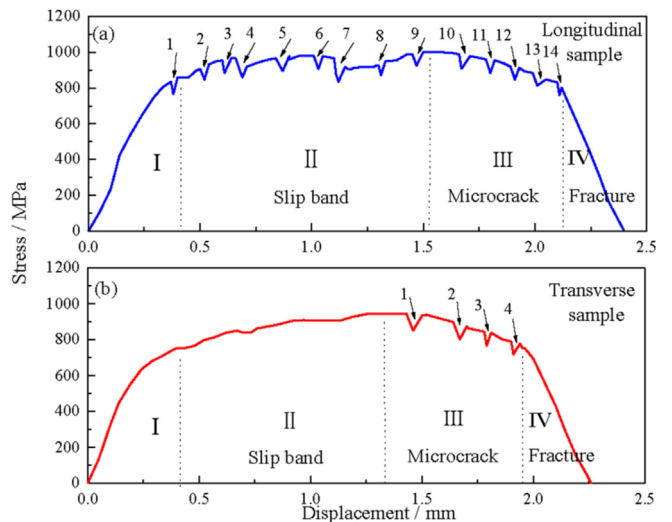 (a)
Longitudinal
sample
1 2 3 4 5 6 7 8 9 10 11 12 13 14
1200
1000
800
600
400
200
0
I II III IV
Slip band Microcrack Fracture
0.0 0.5 1.0 1.5 2.0 2.5
Stress / MPa
(b)
Transverse
sample
1 2 3 4
1200
1000
800
600
400
200
0
I II III IV
Slip band Microcrack Fracture
0.0 0.5 1.0 1.5 2.0 2.5
Displacement / mm